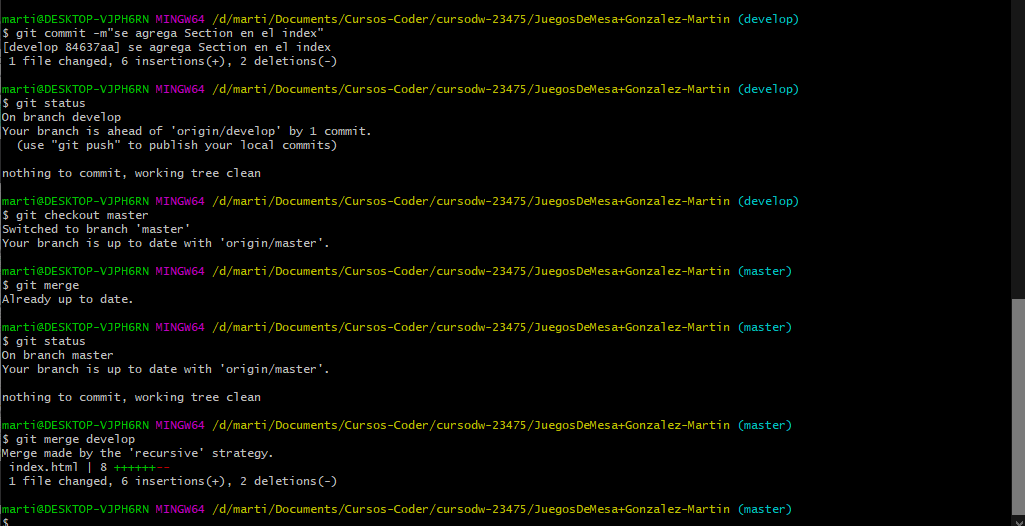 marti@DESKTOP-VJPH6RN MINGW64 /d/marti/Documents/Cursos-Coder/cursodw-23475/JuegosDeMesa+Gonzalez-Martin (develop)
$ git commit -m"se agrega Section en el index"
[develop 84637aa] se agrega Section en el index
 1 file changed, 6 insertions(+), 2 deletions(-)

marti@DESKTOP-VJPH6RN MINGW64 /d/marti/Documents/Cursos-Coder/cursodw-23475/JuegosDeMesa+Gonzalez-Martin (develop)
$ git status
On branch develop
Your branch is ahead of 'origin/develop' by 1 commit.
  (use "git push" to publish your local commits)

nothing to commit, working tree clean

marti@DESKTOP-VJPH6RN MINGW64 /d/marti/Documents/Cursos-Coder/cursodw-23475/JuegosDeMesa+Gonzalez-Martin (develop)
$ git checkout master
Switched to branch 'master'
Your branch is up to date with 'origin/master'.

marti@DESKTOP-VJPH6RN MINGW64 /d/marti/Documents/Cursos-Coder/cursodw-23475/JuegosDeMesa+Gonzalez-Martin (master)
$ git merge
Already up to date.

marti@DESKTOP-VJPH6RN MINGW64 /d/marti/Documents/Cursos-Coder/cursodw-23475/JuegosDeMesa+Gonzalez-Martin (master)
$ git status
On branch master
Your branch is up to date with 'origin/master'.

nothing to commit, working tree clean

marti@DESKTOP-VJPH6RN MINGW64 /d/marti/Documents/Cursos-Coder/cursodw-23475/JuegosDeMesa+Gonzalez-Martin (master)
$ git merge develop
Merge made by the 'recursive' strategy.
 index.html | 8 ++++++--
 1 file changed, 6 insertions(+), 2 deletions(-)

marti@DESKTOP-VJPH6RN MINGW64 /d/marti/Documents/Cursos-Coder/cursodw-23475/JuegosDeMesa+Gonzalez-Martin (master)
$